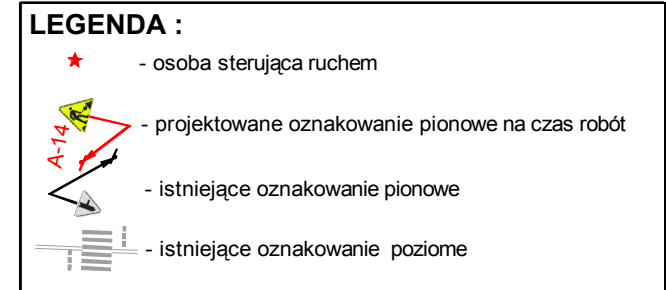 LEGENDA :
- osoba sterująca ruchem
A-14
- projektowane oznakowanie pionowe na czas robót
- istniejące oznakowanie pionowe
- istniejące oznakowanie poziome